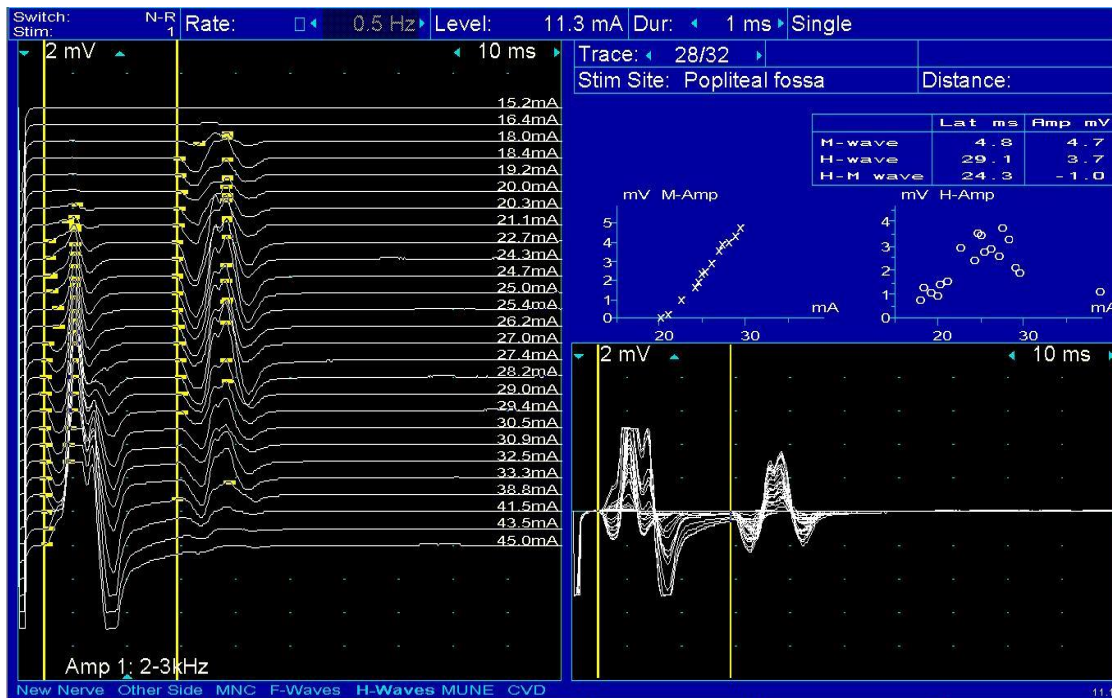 Switch: N-R
Stim: 1
Rate: 0.5 Hz
Level: 11.3 mA
Dur: 1 ms
Single
2 mV 10 ms
15.2mA
16.4mA
18.0mA
18.4mA
19.2mA
20.0mA
20.3mA
21.1mA
22.7mA
24.3mA
24.7mA
25.0mA
25.4mA
26.2mA
27.0mA
27.4mA
28.2mA
29.0mA
29.4mA
30.5mA
30.9mA
32.5mA
33.3mA
38.8mA
41.5mA
43.5mA
45.0mA
Amp 1: 2-3kHz
Trace: 28/32
Stim Site: Popliteal fossa Distance:
Lat ms Amp mV
M-wave 4.8 4.7
H-wave 29.1 3.7
H-M wave 24.3 -1.0
mV M-Amp
5
4
3
2
1
0
20 30
mA
mV H-Amp
4
3
2
1
0
20 30
mA
2 mV 10 ms
New Nerve Other Side MNC F-Waves H-Waves MUNE CVD